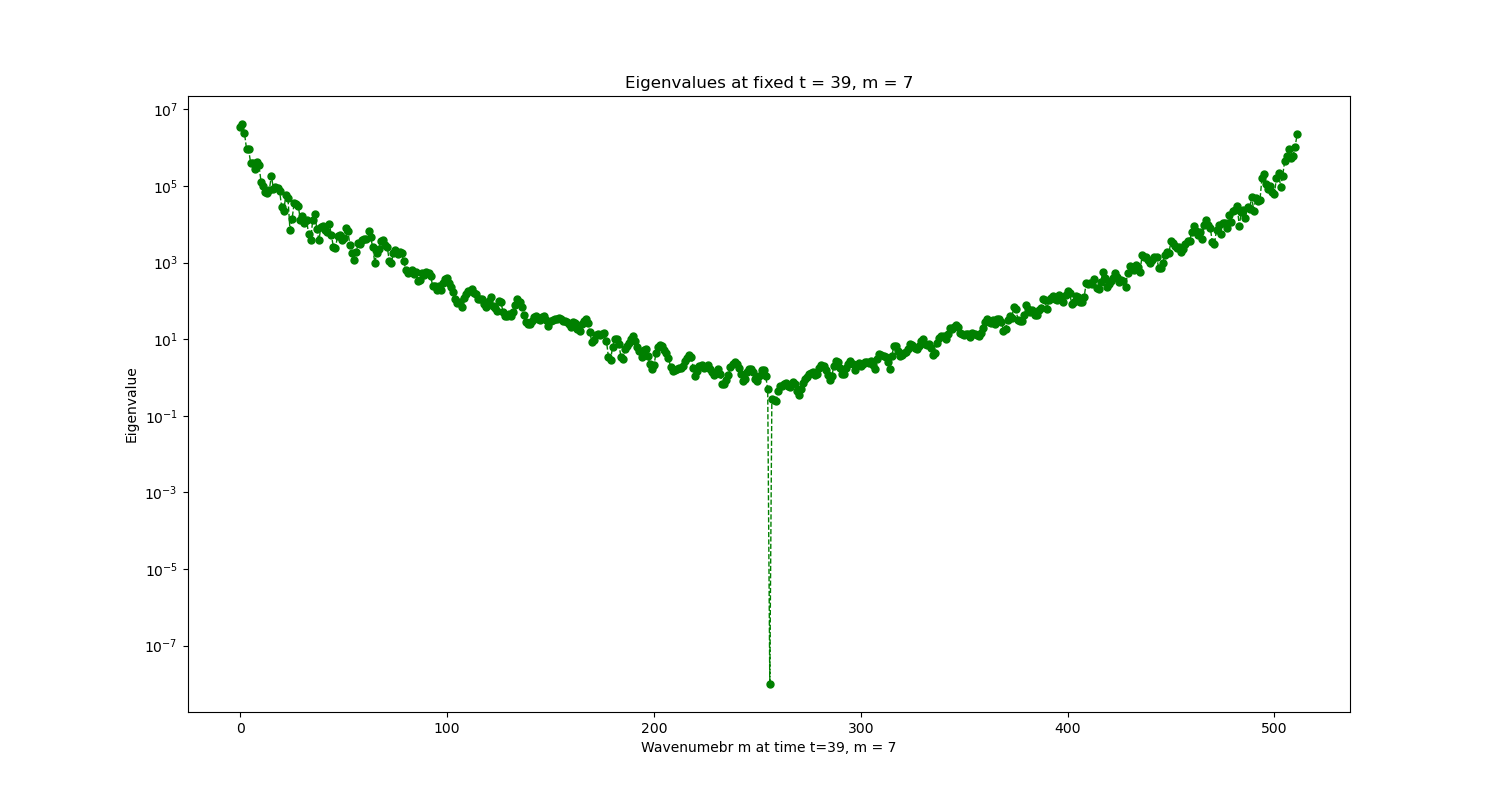 Eigenvalues at fixed t = 39, m = 7
10^7
10^5
10^3
10^1
10^-1
10^-3
10^-5
10^-7
Eigenvalue
0 100 200 300 400 500
Wavenumebr m at time t=39, m = 7